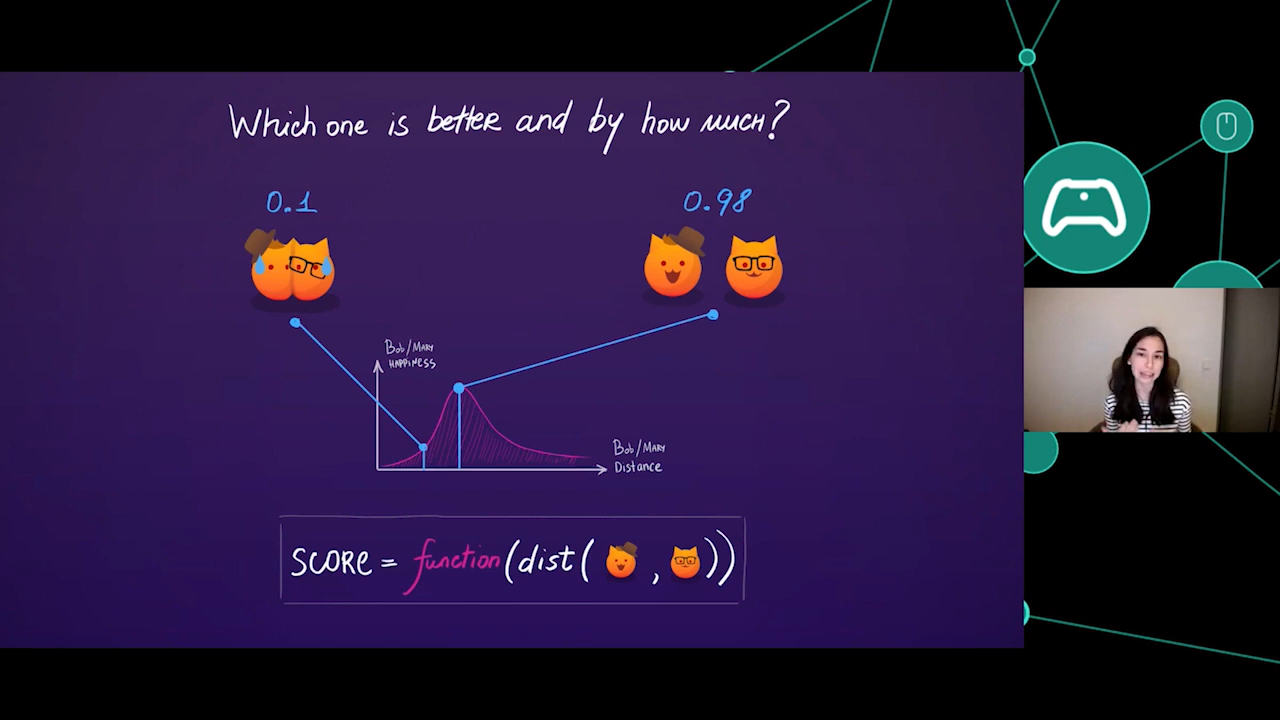 Which one is better and by how much?
0.1
0.98
Bob/Mary
Happiness
Bob/Mary
Distance
SCORE = function(dist( , ))